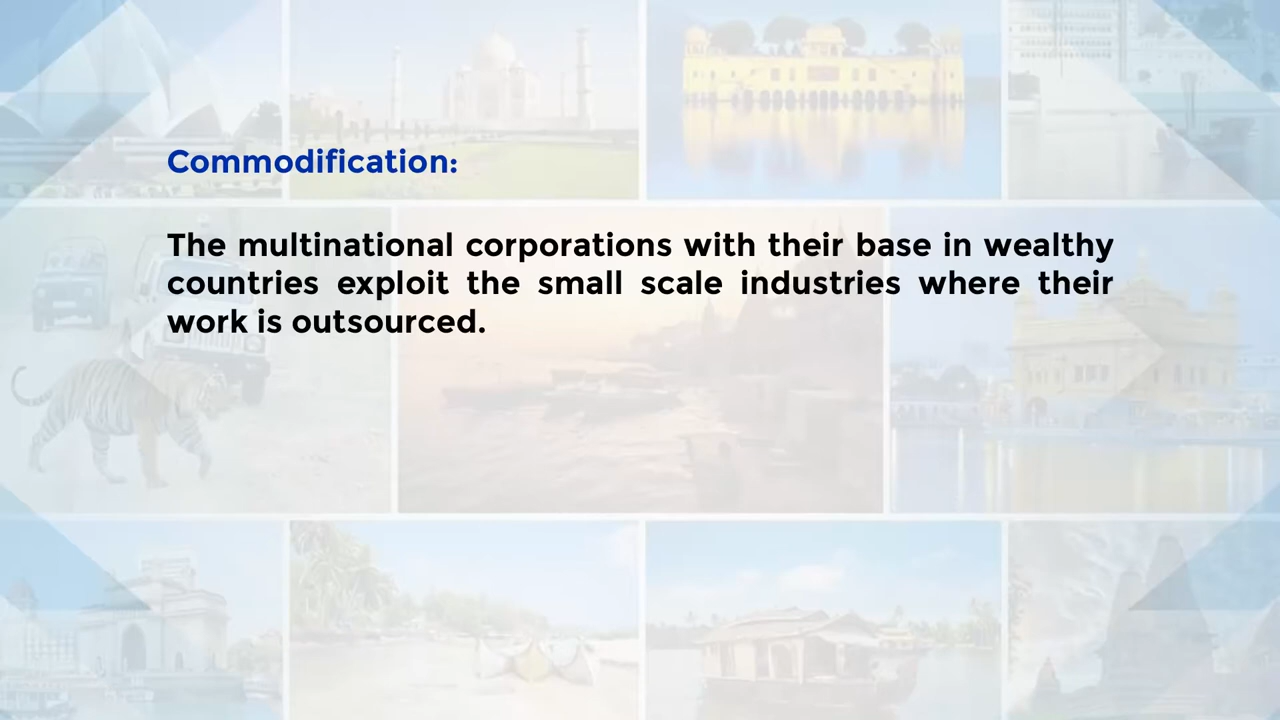 Commodification:
The multinational corporations with their base in wealthy
countries exploit the small scale industries where their
work is outsourced.